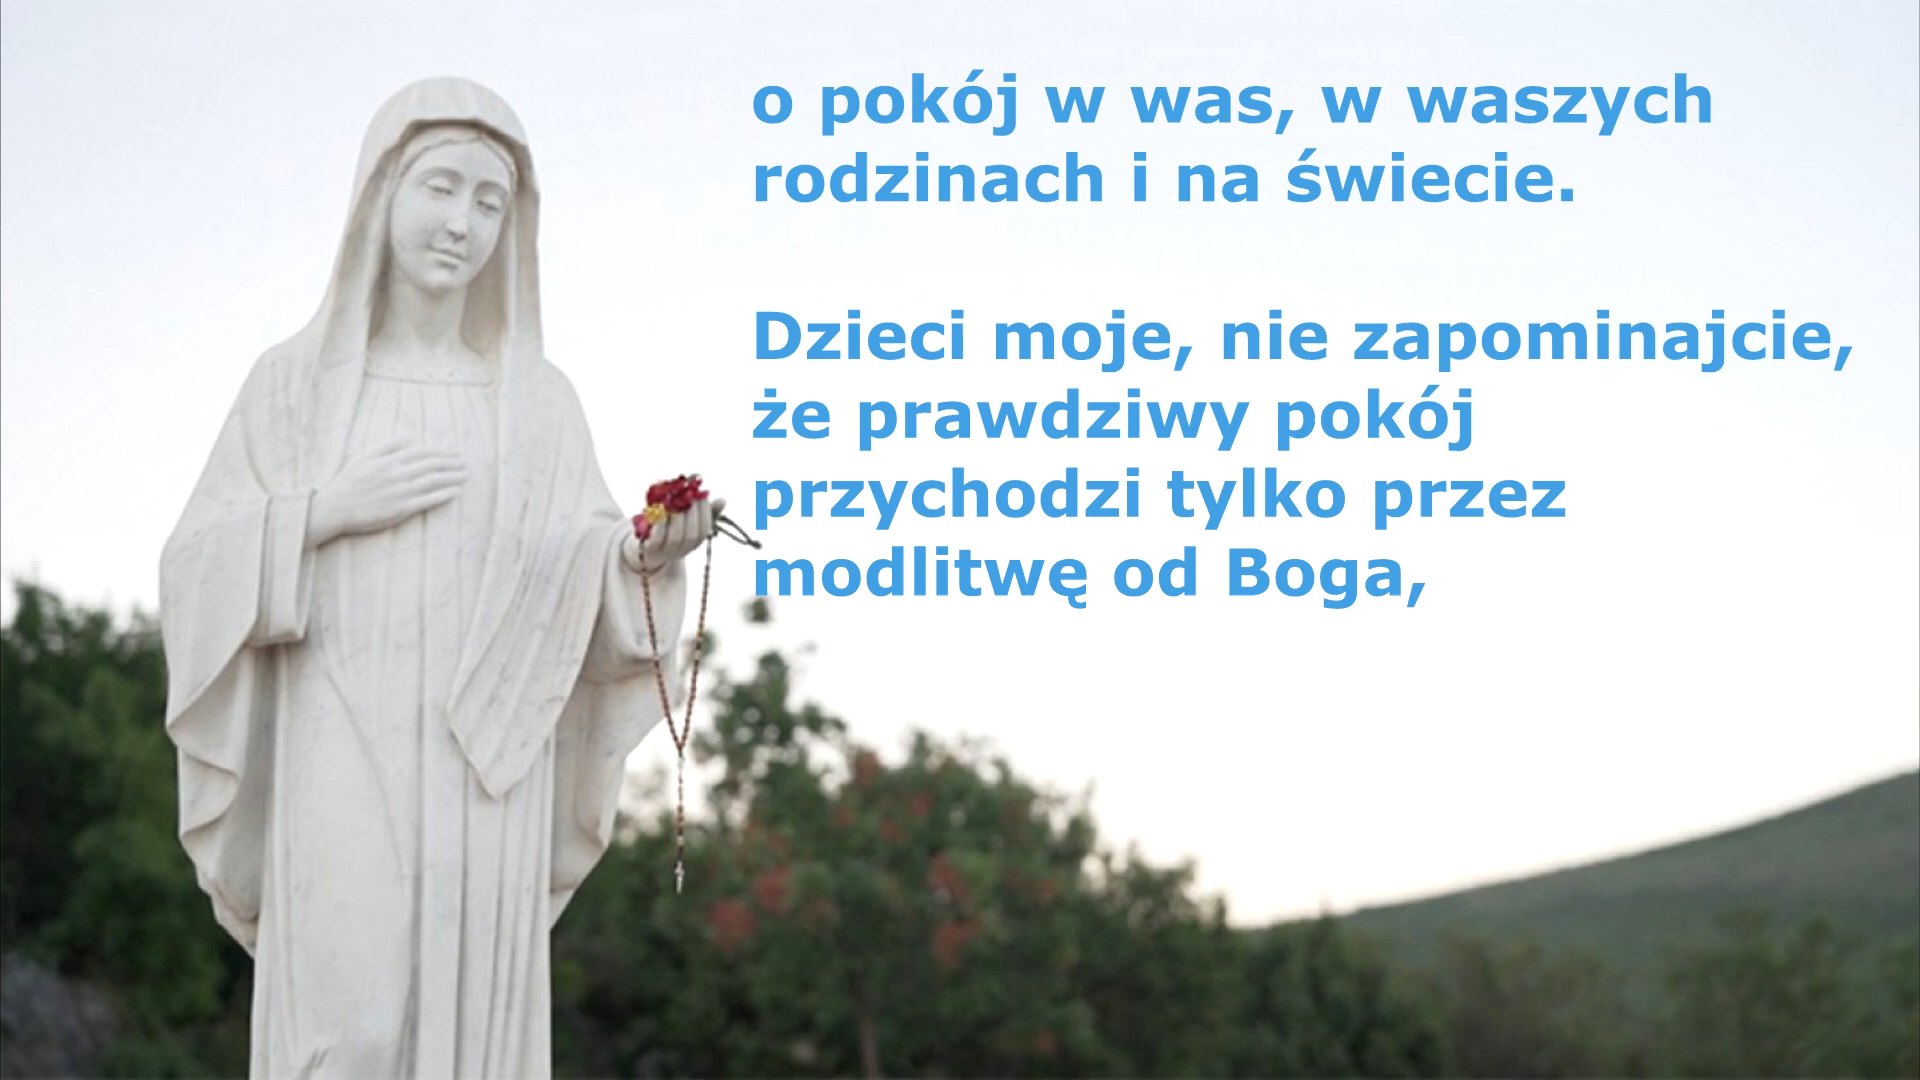 o pokój w was, w waszych
rodzinach i na świecie.
Dzieci moje, nie zapominajcie,
że prawdziwy pokój
przychodzi tylko przez
modlitwę od Boga,